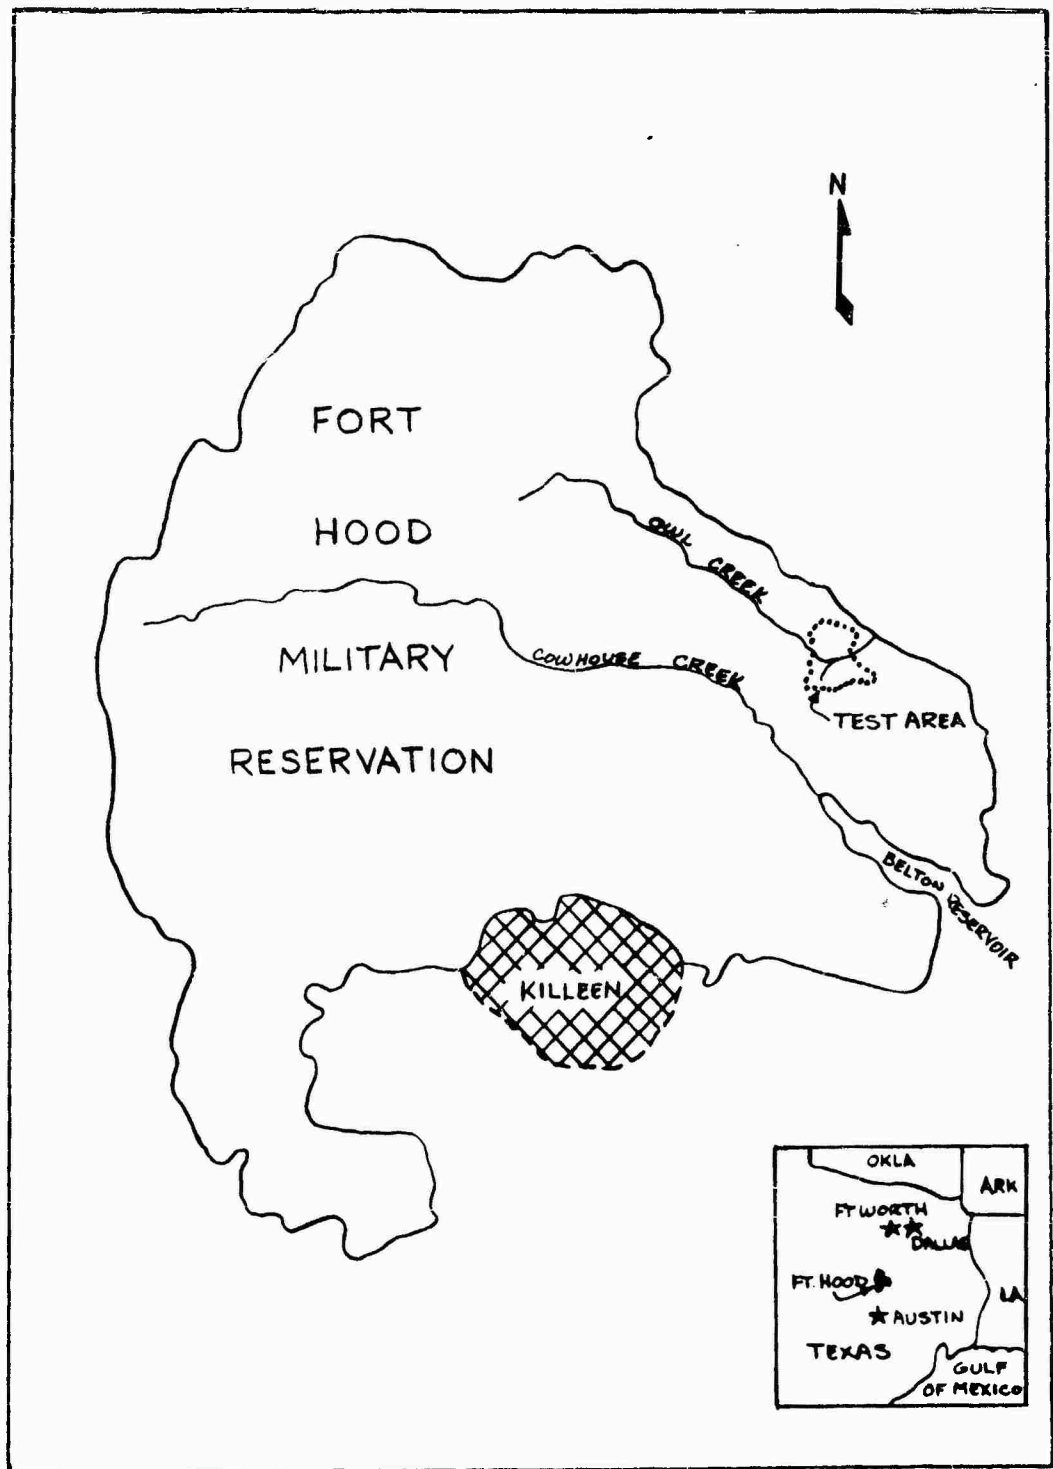 N
FORT
HOOD
MILITARY
RESERVATION
OWL CREEK
COWHOUSE CREEK
TEST AREA
BELTON RESERVOIR
KILLEEN
OKLA
ARK
FT WORTH
DALLAS
FT. HOOD
LA
AUSTIN
TEXAS
GULF
OF MEXICO